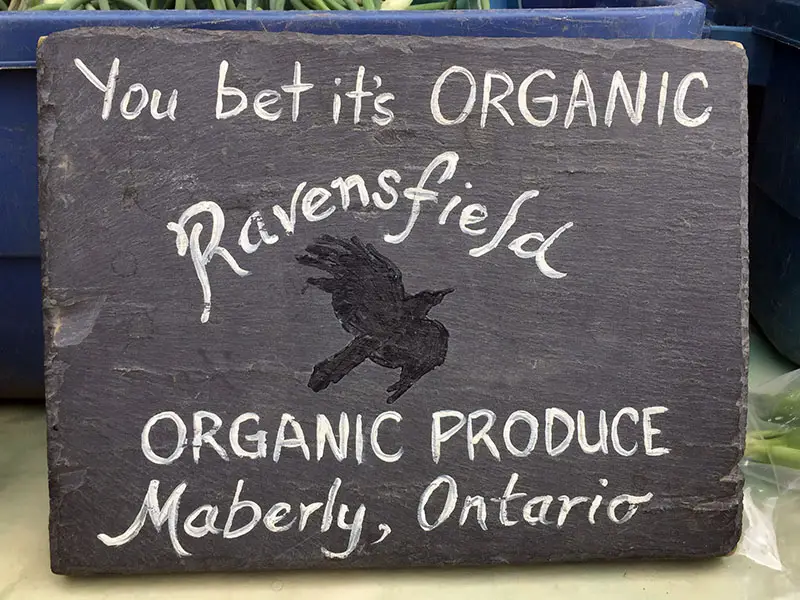 You bet it's ORGANIC
Ravensfield
ORGANIC PRODUCE
Maberly, Ontario